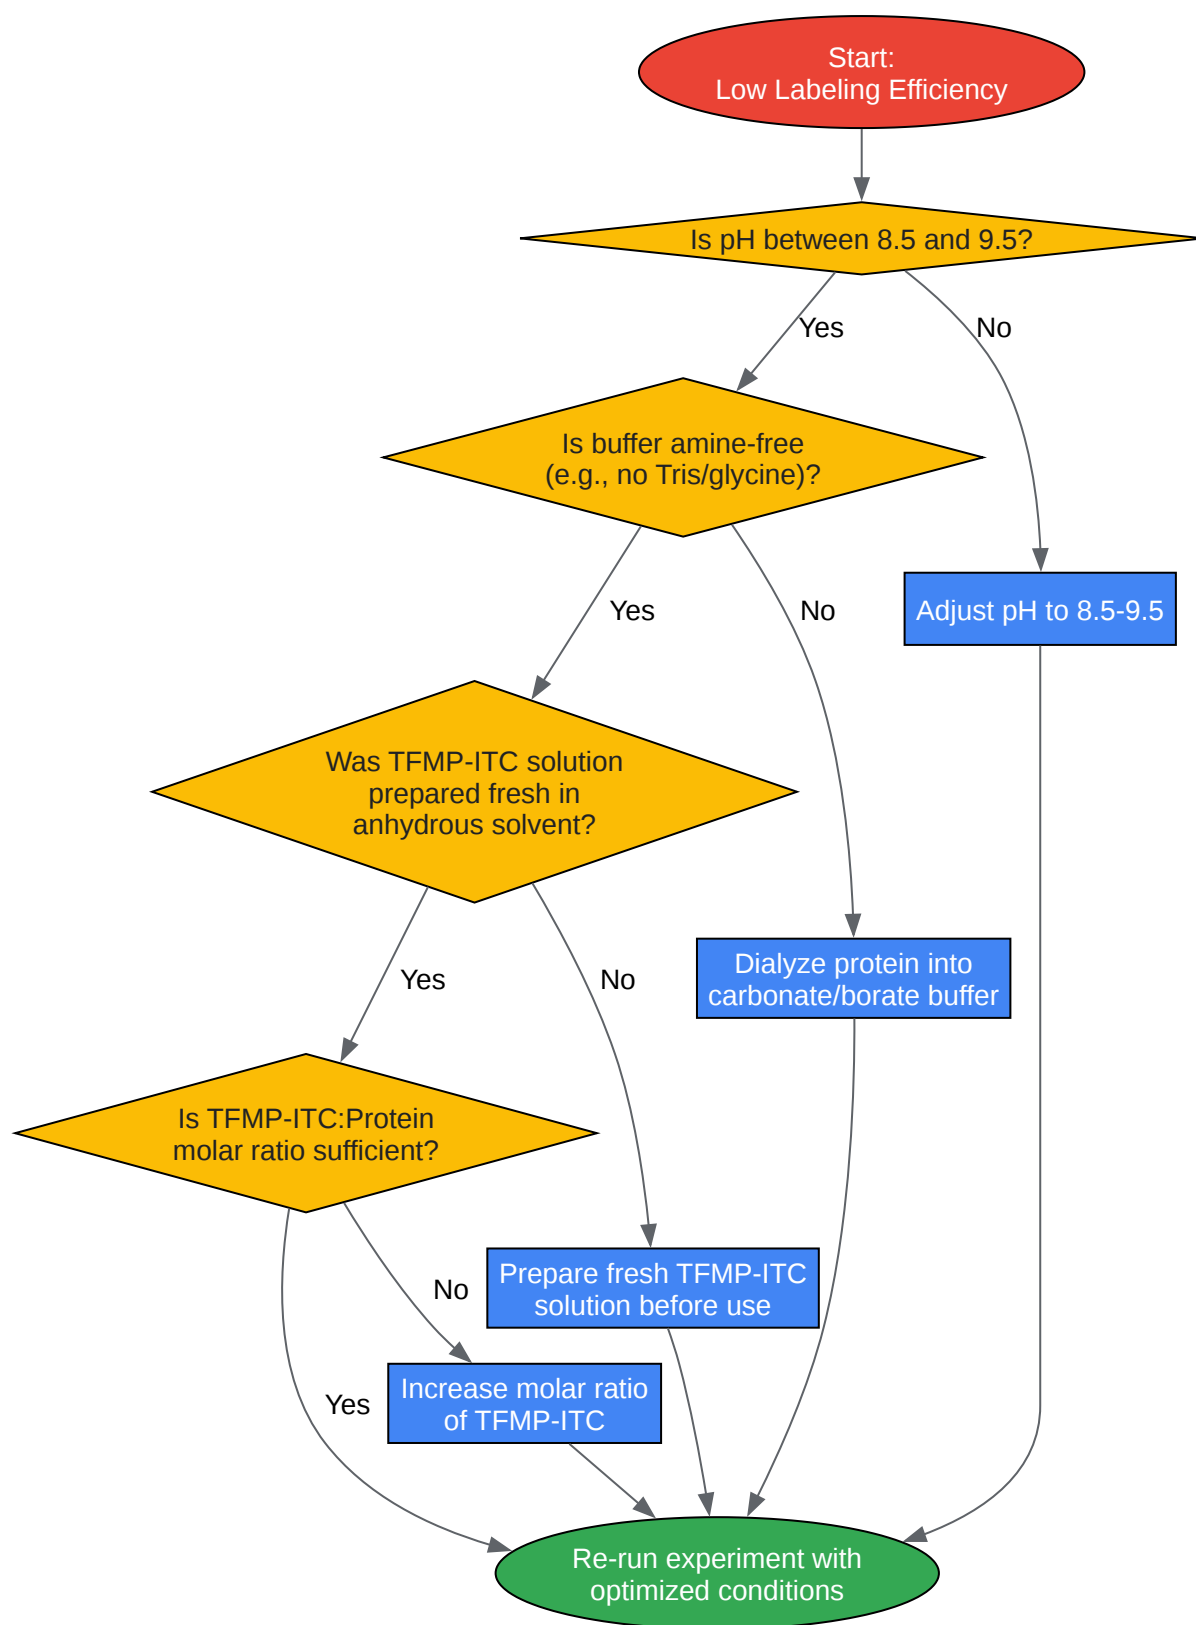 Start:
Low Labeling Efficiency
Is pH between 8.5 and 9.5?
Yes
No
Is buffer amine-free
(e.g., no Tris/glycine)?
Yes
No
Adjust pH to 8.5-9.5
Was TFMP-ITC solution
prepared fresh in
anhydrous solvent?
Yes
No
Dialyze protein into
carbonate/borate buffer
Is TFMP-ITC:Protein
molar ratio sufficient?
No
Prepare fresh TFMP-ITC
solution before use
Yes
Increase molar ratio
of TFMP-ITC
Re-run experiment with
optimized conditions